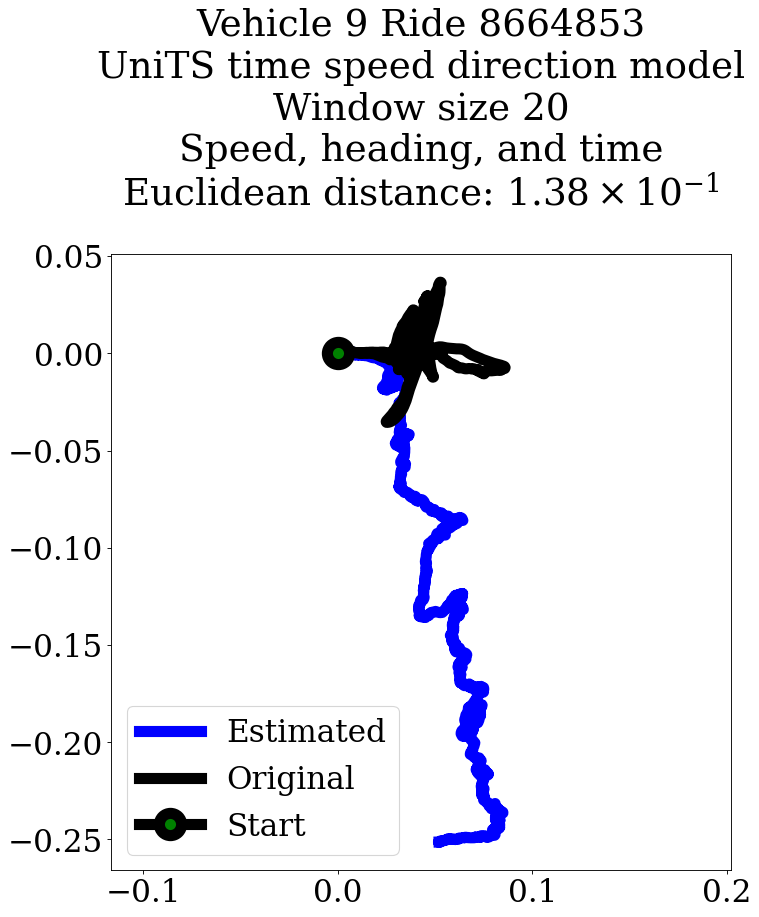 Vehicle 9 Ride 8664853
UniTS time speed direction model
Window size 20
Speed, heading, and time
Euclidean distance: 1.38 × 10⁻¹
0.05
0.00
−0.05
−0.10
−0.15
−0.20
−0.25
Estimated
Original
Start
−0.1
0.0
0.1
0.2